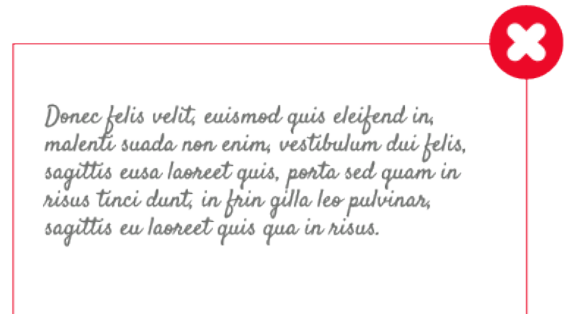 Donec felis velit, euismod quis eleifend in,
malenti suada non enim, vestibulum dui felis,
sagittis eusa laoreet quis, porta sed quam in
risus tinci dunt, in frin gilla leo pulvinar,
sagittis eu laoreet quis qua in risus.